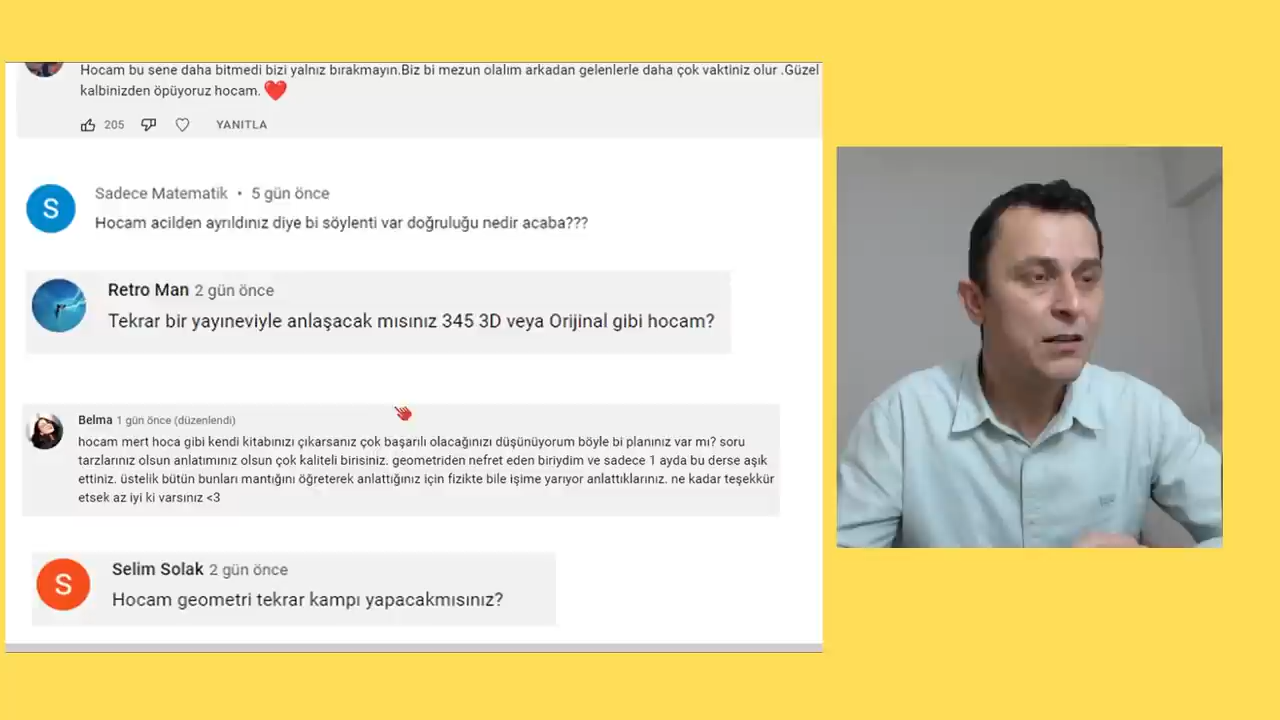 Hocam bu sene daha bitmedi bizi yalnız bırakmayın.Biz bi mezun olalım arkadan gelenlerle daha çok vaktiniz olur .Güzel
kalbinizden öpüyoruz hocam.❤️
205 YANITLA
S
Sadece Matematik • 5 gün önce
Hocam acilden ayrıldınız diye bi söylenti var doğruluğu nedir acaba???
Retro Man 2 gün önce
Tekrar bir yayıneviyle anlaşacak mısınız 345 3D veya Orijinal gibi hocam?
Belma 1 gün önce (düzenlendi)
hocam mert hoca gibi kendi kitabınızı çıkarsanız çok başarılı olacağınızı düşünüyorum böyle bi planınız var mı? soru
tarzlarınız olsun anlatımınız olsun çok kaliteli birisiniz. geometriden nefret eden biriydim ve sadece 1 ayda bu derse aşık
ettiniz. üstelik bütün bunları mantığını öğreterek anlattığınız için fizikte bile işime yarıyor anlattıklarınız. ne kadar teşekkür
etsek az iyi ki varsınız <3
S
Selim Solak 2 gün önce
Hocam geometri tekrar kampı yapacakmısınız?